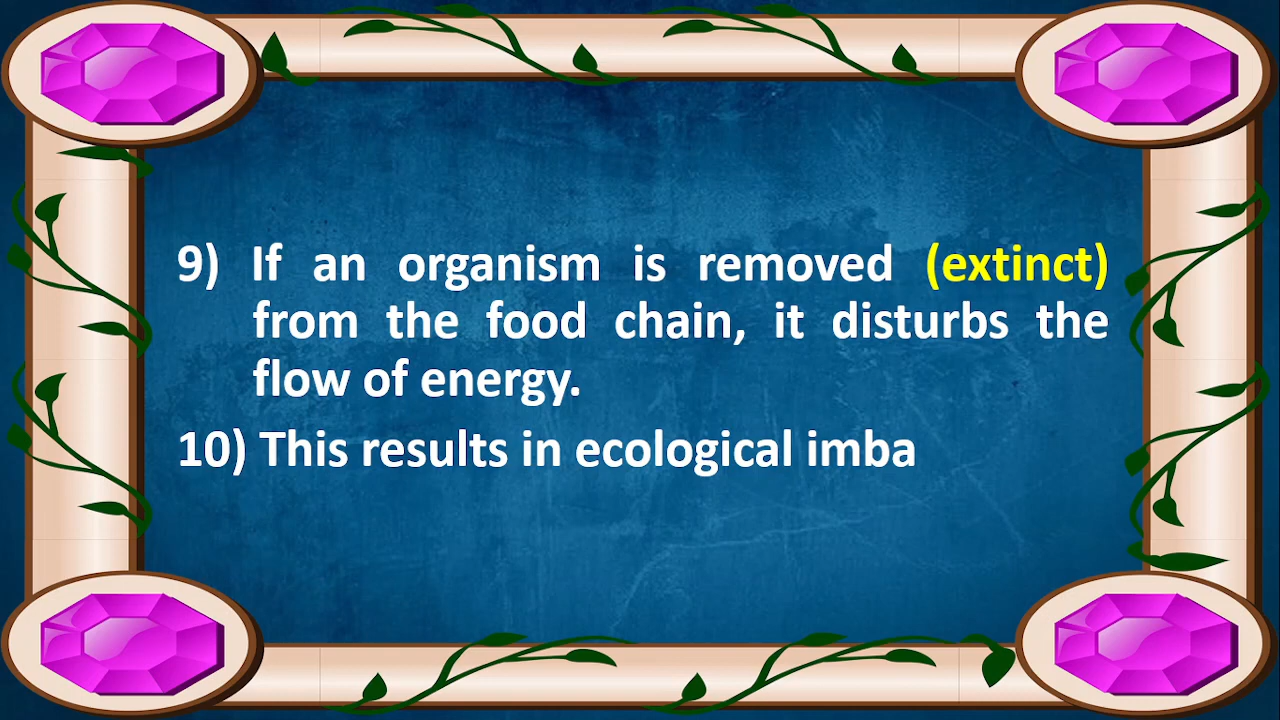 9) If an organism is removed (extinct)
from the food chain, it disturbs the
flow of energy.
10) This results in ecological imba